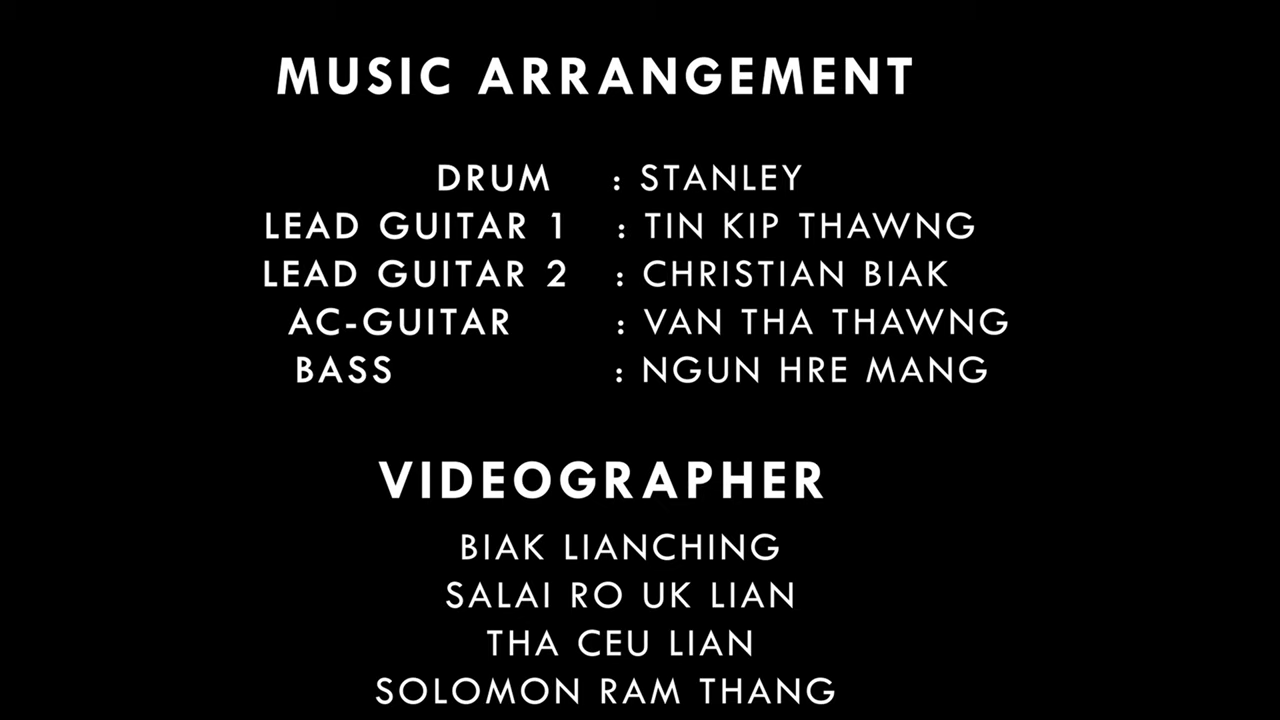 MUSIC ARRANGEMENT
DRUM : STANLEY
LEAD GUITAR 1 : TIN KIP THAWNG
LEAD GUITAR 2 : CHRISTIAN BIAK
AC-GUITAR : VAN THA THAWNG
BASS : NGUN HRE MANG
VIDEOGRAPHER
BIAK LIANCHING
SALAI RO UK LIAN
THA CEU LIAN
SOLOMON RAM THANG